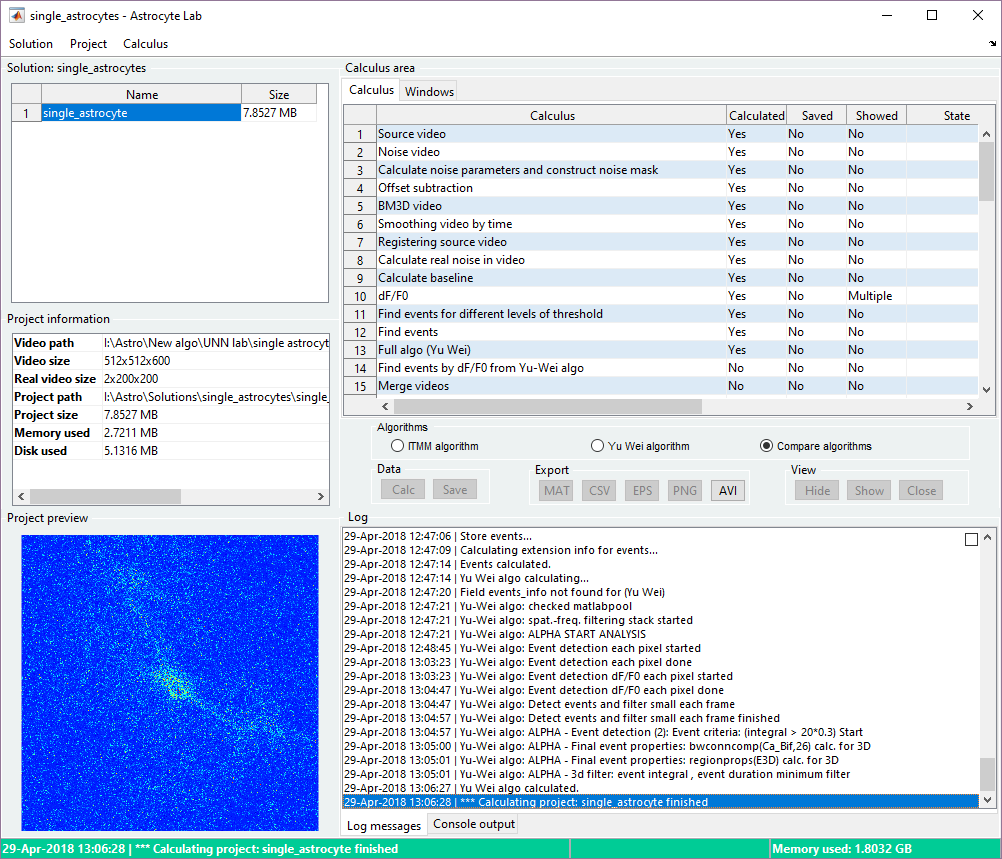 single_astrocytes - Astrocyte Lab
Solution Project Calculus
Solution: single_astrocytes
Name Size
1 single_astrocyte 7.8527 MB
Project information
Video path I:\Astro\New algo\UNN lab\single astrocyt
Video size 512x512x600
Real video size 2x200x200
Project path I:\Astro\Solutions\single_astrocytes\single_
Project size 7.8527 MB
Memory used 2.7211 MB
Disk used 5.1316 MB
Project preview
Calculus area
Calculus Windows
Calculus Calculated Saved Showed State
1 Source video Yes No No
2 Noise video Yes No No
3 Calculate noise parameters and construct noise mask Yes No No
4 Offset subtraction Yes No No
5 BM3D video Yes No No
6 Smoothing video by time Yes No No
7 Registering source video Yes No No
8 Calculate real noise in video Yes No No
9 Calculate baseline Yes No No
10 dF/F0 Yes No Multiple
11 Find events for different levels of threshold Yes No No
12 Find events Yes No No
13 Full algo (Yu Wei) Yes No No
14 Find events by dF/F0 from Yu-Wei algo No No No
15 Merge videos No No No
Algorithms
ITMM algorithm Yu Wei algorithm Compare algorithms
Data Export View
Calc Save MAT CSV EPS PNG AVI Hide Show Close
Log
29-Apr-2018 12:47:06 | Store events...
29-Apr-2018 12:47:09 | Calculating extension info for events...
29-Apr-2018 12:47:14 | Events calculated.
29-Apr-2018 12:47:14 | Yu Wei algo calculating...
29-Apr-2018 12:47:20 | Field events_info not found for (Yu Wei)
29-Apr-2018 12:47:21 | Yu-Wei algo: checked matlabpool
29-Apr-2018 12:47:21 | Yu-Wei algo: spat.-freq. filtering stack started
29-Apr-2018 12:47:21 | Yu-Wei algo: ALPHA START ANALYSIS
29-Apr-2018 12:48:45 | Yu-Wei algo: Event detection each pixel started
29-Apr-2018 13:03:23 | Yu-Wei algo: Event detection each pixel done
29-Apr-2018 13:03:23 | Yu-Wei algo: Event detection dF/F0 each pixel started
29-Apr-2018 13:04:47 | Yu-Wei algo: Event detection dF/F0 each pixel done
29-Apr-2018 13:04:47 | Yu-Wei algo: Detect events and filter small each frame
29-Apr-2018 13:04:57 | Yu-Wei algo: Detect events and filter small each frame finished
29-Apr-2018 13:04:57 | Yu-Wei algo: ALPHA - Event detection (2): Event criteria: (integral > 20*0.3) Start
29-Apr-2018 13:05:00 | Yu-Wei algo: ALPHA - Final event properties: bwconncomp(Ca_Bif,26) calc. for 3D
29-Apr-2018 13:05:01 | Yu-Wei algo: ALPHA - Final event properties: regionprops(E3D) calc. for 3D
29-Apr-2018 13:05:01 | Yu-Wei algo: ALPHA - 3d filter: event integral , event duration minimum filter
29-Apr-2018 13:06:27 | Yu Wei algo calculated.
29-Apr-2018 13:06:28 | *** Calculating project: single_astrocyte finished
Log messages Console output
29-Apr-2018 13:06:28 | *** Calculating project: single_astrocyte finished Memory used: 1.8032 GB